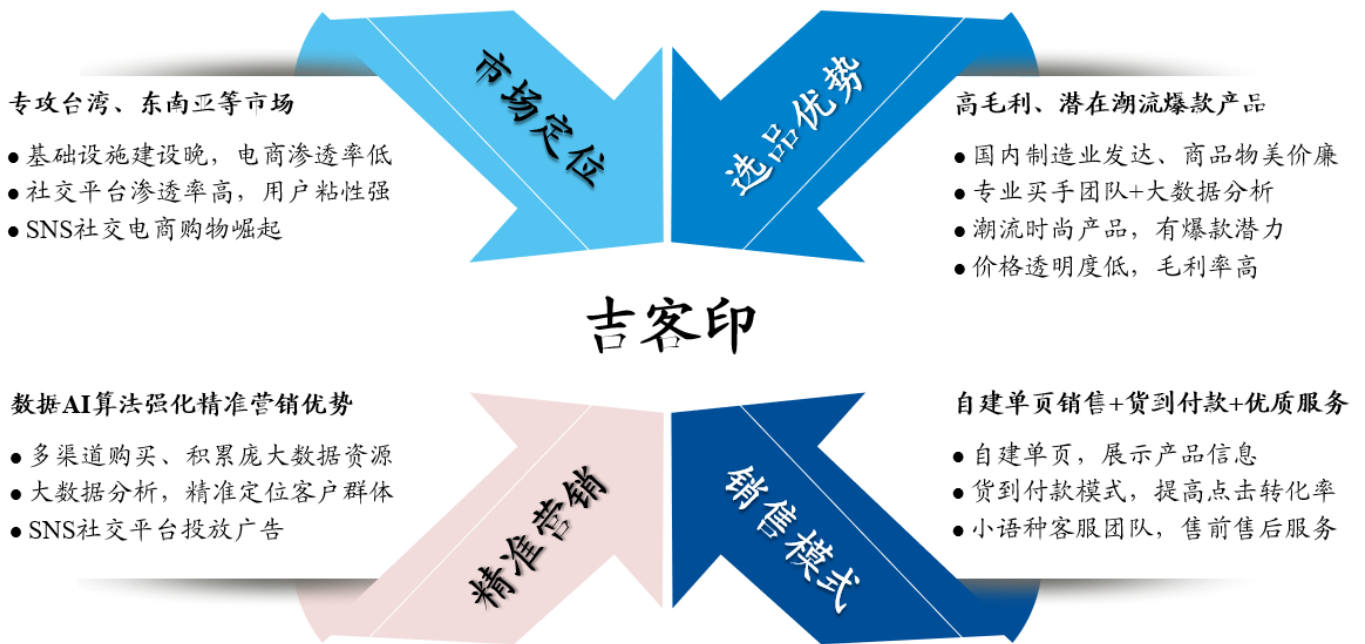 市场定位
专攻台湾、东南亚等市场
● 基础设施建设晚，电商渗透率低
● 社交平台渗透率高，用户粘性强
● SNS社交电商购物崛起
选品优势
高毛利、潜在潮流爆款产品
● 国内制造业发达、商品物美价廉
● 专业买手团队+大数据分析
● 潮流时尚产品，有爆款潜力
● 价格透明度低，毛利率高
吉客印
数据AI算法强化精准营销优势
● 多渠道购买、积累庞大数据资源
● 大数据分析，精准定位客户群体
● SNS社交平台投放广告
精准营销
自建单页销售+货到付款+优质服务
● 自建单页，展示产品信息
● 货到付款模式，提高点击转化率
● 小语种客服团队，售前售后服务
销售模式